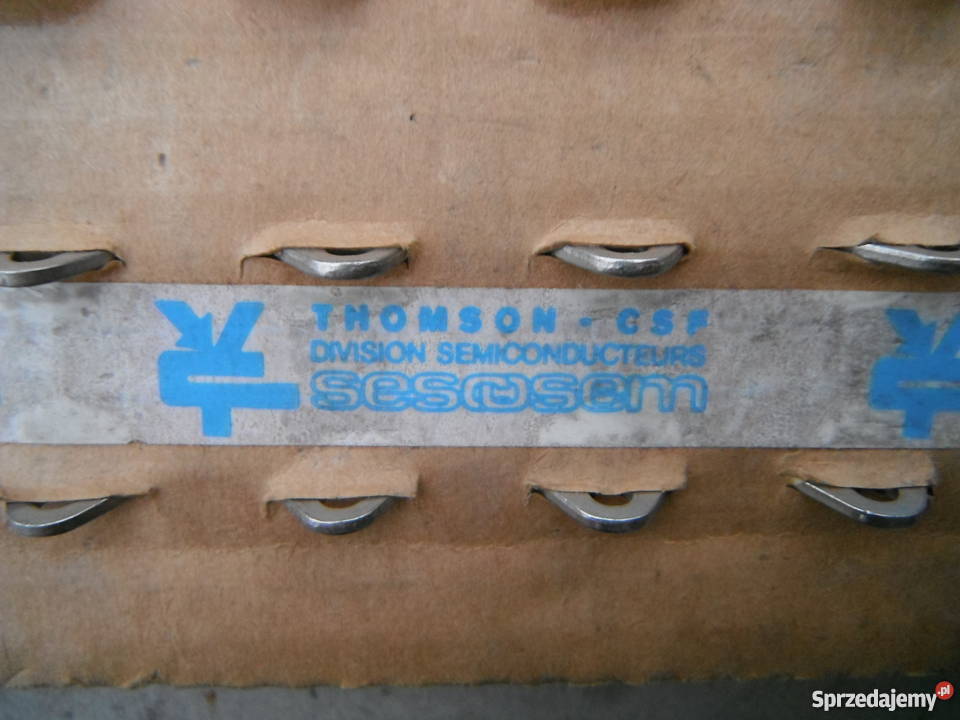 THOMSON - CSF
DIVISION SEMICONDUCTEURS
sescosem
Sprzedajemy.pl